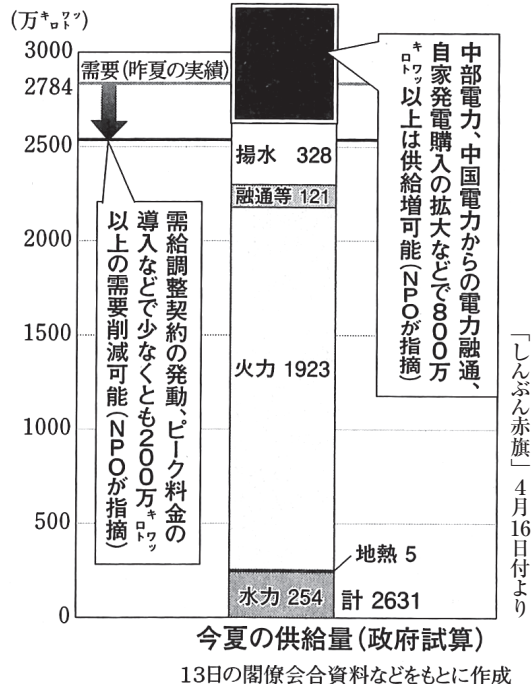 (万キロワッ)
3000
2784
2500
2000
1500
1000
500
0
需要(昨夏の実績)
揚水 328
融通等 121
火力 1923
地熱 5
水力 254
計 2631
中部電力、中国電力からの電力融通、
自家発電購入の拡大などで800万
キロワッ以上は供給増可能(NPOが指摘)
需給調整契約の発動、ピーク料金の
導入などで少なくとも200万キロワッ
以上の需要削減可能(NPOが指摘)
「しんぶん赤旗」4月16日付より
今夏の供給量(政府試算)
13日の閣僚会合資料などをもとに作成